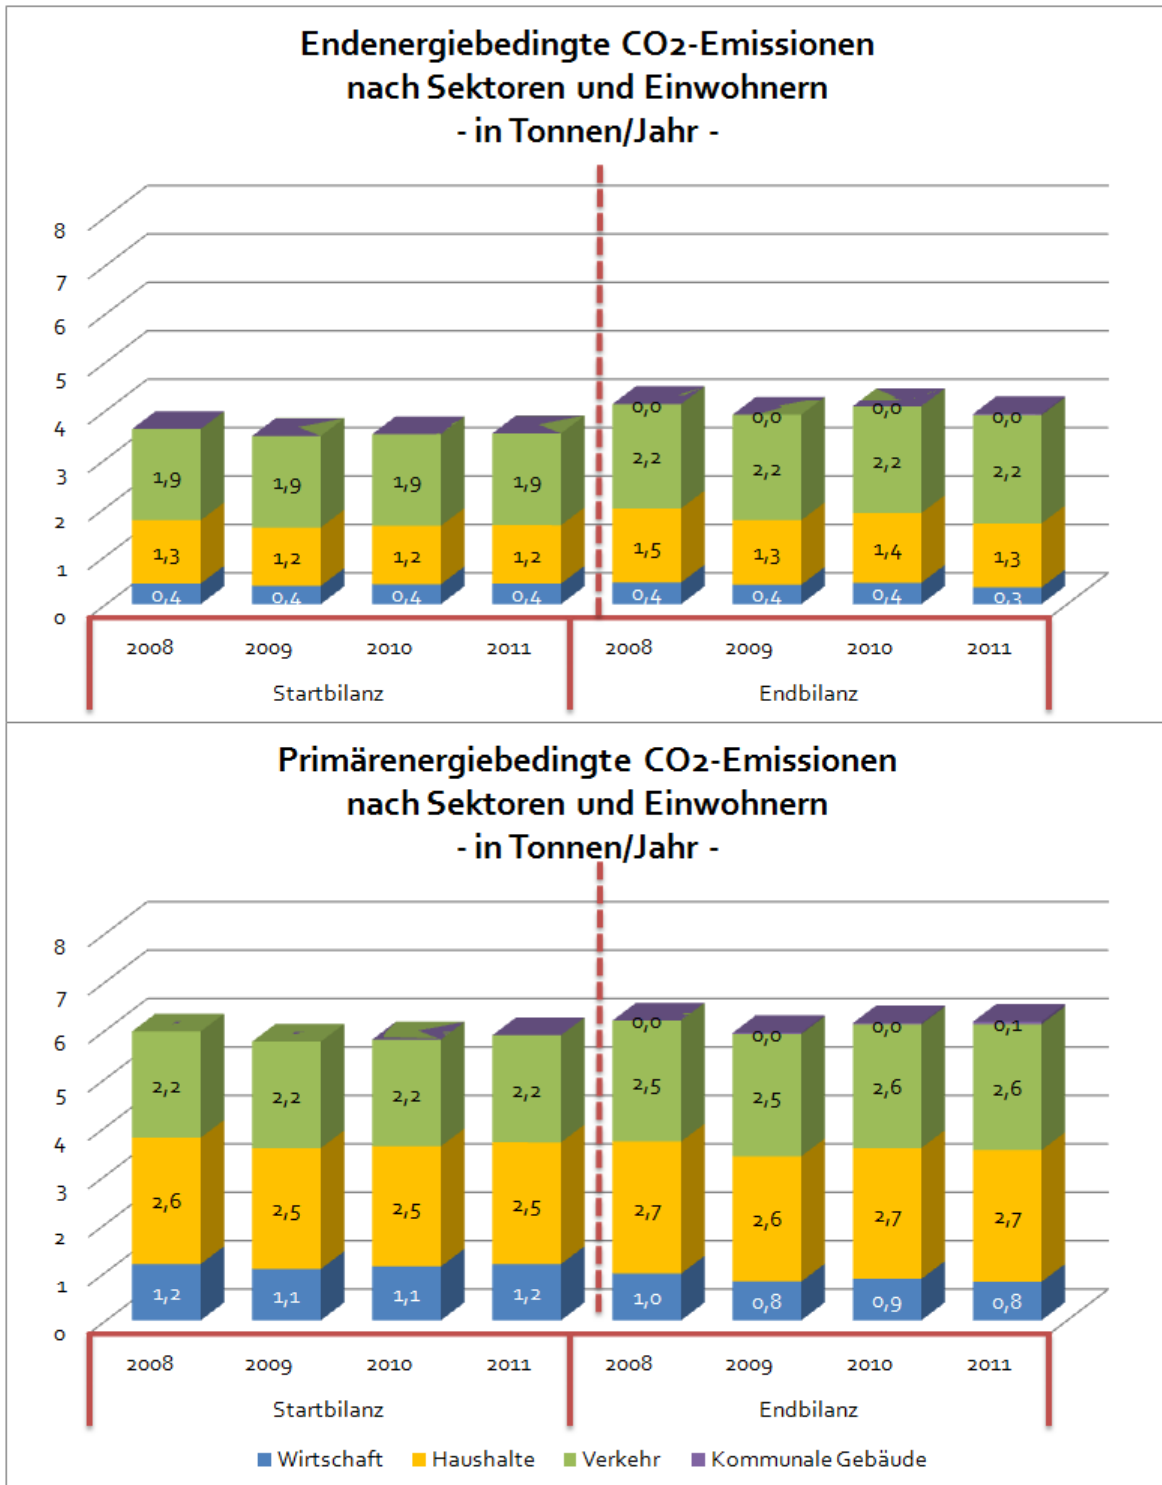 Endenergiebedingte CO2-Emissionen
nach Sektoren und Einwohnern
- in Tonnen/Jahr -
8
7
6
5
4
3
2
1
0
1,9 1,9 1,9 1,9 2,2 2,2 2,2 2,2
1,3 1,2 1,2 1,2 1,5 1,3 1,4 1,3
0,4 0,4 0,4 0,4 0,4 0,4 0,4 0,3
0,0 0,0 0,0 0,0
2008 2009 2010 2011 2008 2009 2010 2011
Startbilanz Endbilanz
Primärenergiebedingte CO2-Emissionen
nach Sektoren und Einwohnern
- in Tonnen/Jahr -
8
7
6
5
4
3
2
1
0
0,0 0,0 0,0 0,1
2,2 2,2 2,2 2,2 2,5 2,5 2,6 2,6
2,6 2,5 2,5 2,5 2,7 2,6 2,7 2,7
1,2 1,1 1,1 1,2 1,0 0,8 0,9 0,8
2008 2009 2010 2011 2008 2009 2010 2011
Startbilanz Endbilanz
Wirtschaft Haushalte Verkehr Kommunale Gebäude